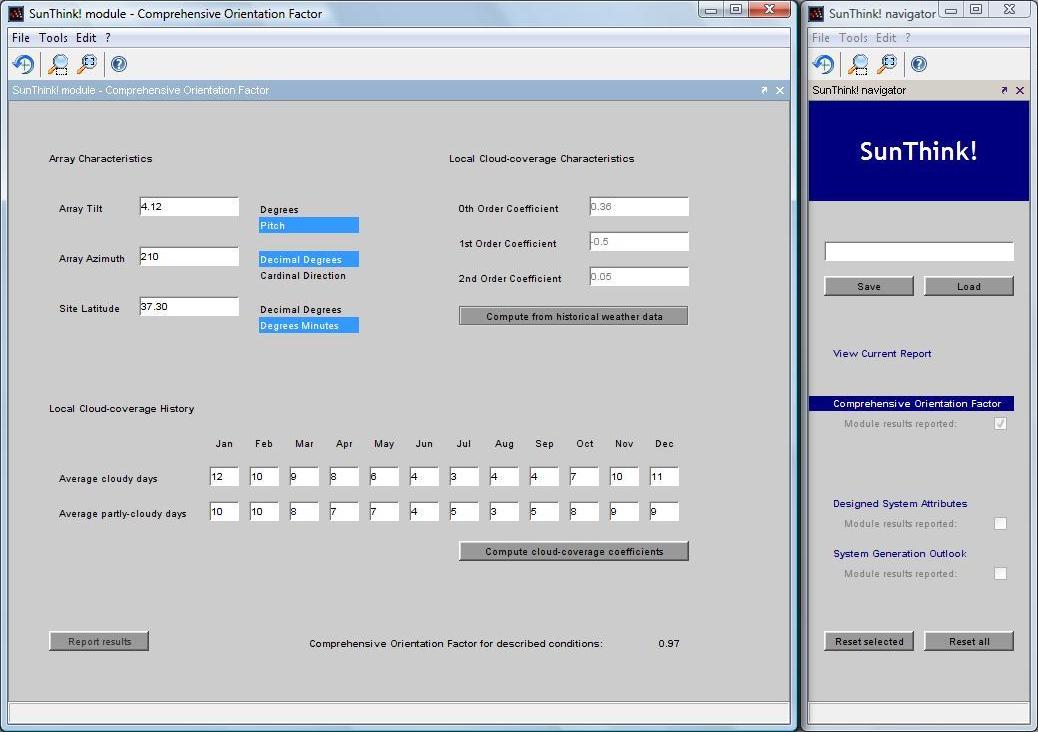 SunThink! module - Comprehensive Orientation Factor
File Tools Edit ?
SunThink! module - Comprehensive Orientation Factor
Array Characteristics
Local Cloud-coverage Characteristics
Array Tilt 4.12 Degrees
Pitch
0th Order Coefficient 0.36
1st Order Coefficient -0.5
Array Azimuth 210 Decimal Degrees
Cardinal Direction
2nd Order Coefficient 0.05
Site Latitude 37.30 Decimal Degrees
Degrees Minutes
Compute from historical weather data
Local Cloud-coverage History
Jan Feb Mar Apr May Jun Jul Aug Sep Oct Nov Dec
Average cloudy days 12 10 9 8 6 4 3 4 4 7 10 11
Average partly-cloudy days 10 10 8 7 7 4 5 3 5 8 9 9
Compute cloud-coverage coefficients
Report results
Comprehensive Orientation Factor for described conditions: 0.97
SunThink! navigator
File Tools Edit ?
SunThink! navigator
SunThink!
Save Load
View Current Report
Comprehensive Orientation Factor
Module results reported:
Designed System Attributes
Module results reported:
System Generation Outlook
Module results reported:
Reset selected Reset all